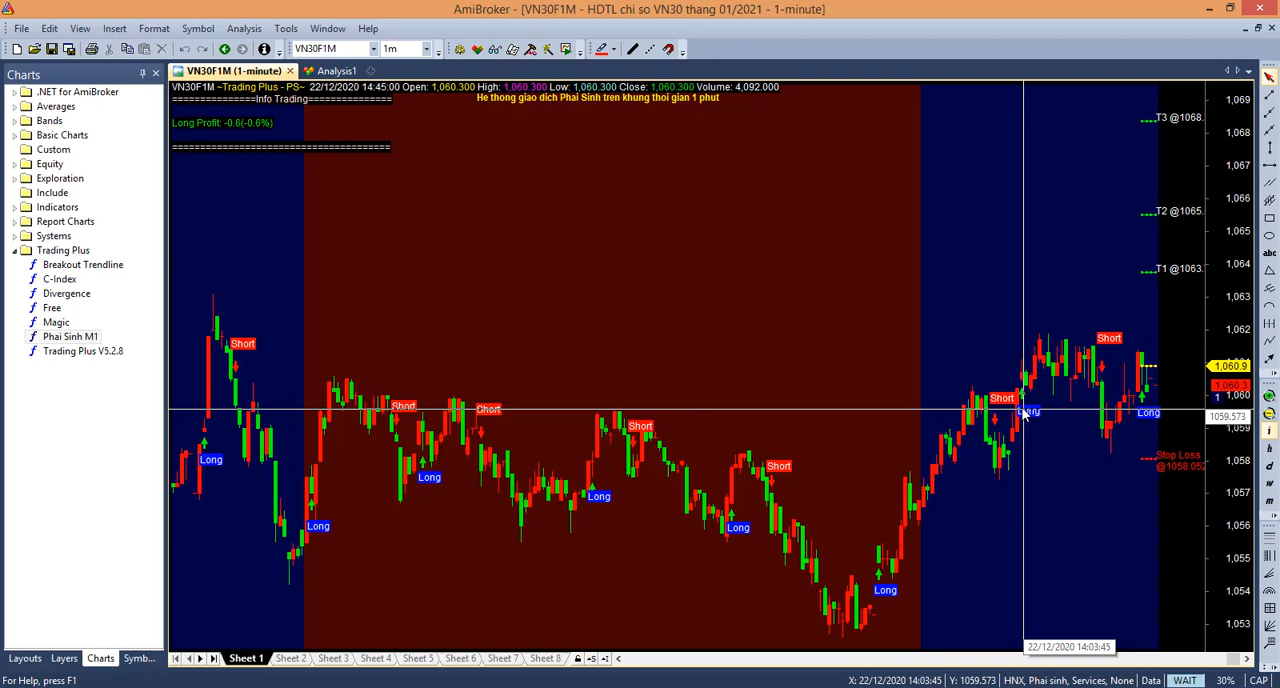 AmiBroker - [VN30F1M - HDTL chi so VN30 thang 01/2021 - 1-minute]
File Edit View Insert Format Symbol Analysis Tools Window Help
VN30F1M 1m
Charts
VN30F1M (1-minute) Analysis1
.NET for AmiBroker
Averages
Bands
Basic Charts
Custom
Equity
Exploration
Include
Indicators
Report Charts
Systems
Trading Plus
Breakout Trendline
C-Index
Divergence
Free
Magic
Phai Sinh M1
Trading Plus V5.2.8
VN30F1M ~Trading Plus - PS~ 22/12/2020 14:45:00 Open: 1,060.300 High: 1,060.300 Low: 1,060.300 Close: 1,060.300 Volume: 4,092.000
===============Info Trading===============
He thong giao dich Phai Sinh tren khung thoi gian 1 phut
Long Profit: -0.6(-0.6%)
Short
Long
Long
Short
Long
Short
Long
Short
Long
Short
Long
Short
Long
Short
Long
T3 @1068.
T2 @1065.
T1 @1063.
Stop Loss
@1058.052
1,069
1,068
1,067
1,066
1,065
1,064
1,063
1,062
1,060.9
1,060.3
1,060
1
1059.573
1,059
1,058
1,057
1,056
1,055
1,054
1,053
abc
i
h
d
w
m
22/12/2020 14:03:45
Layouts Layers Charts Symb...
Sheet 1 Sheet 2 Sheet 3 Sheet 4 Sheet 5 Sheet 6 Sheet 7 Sheet 8
For Help, press F1
X: 22/12/2020 14:03:45 Y: 1059.573 HNX, Phai sinh, Services, None Data WAIT 30% CAP